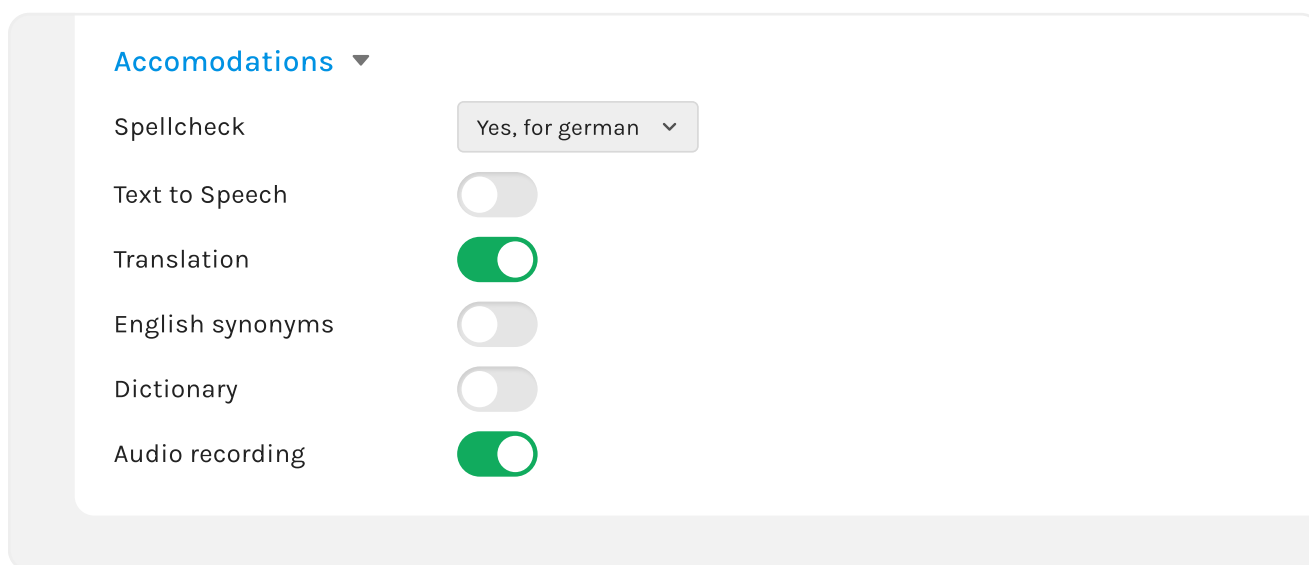 Accomodations
Spellcheck Yes, for german
Text to Speech
Translation
English synonyms
Dictionary
Audio recording